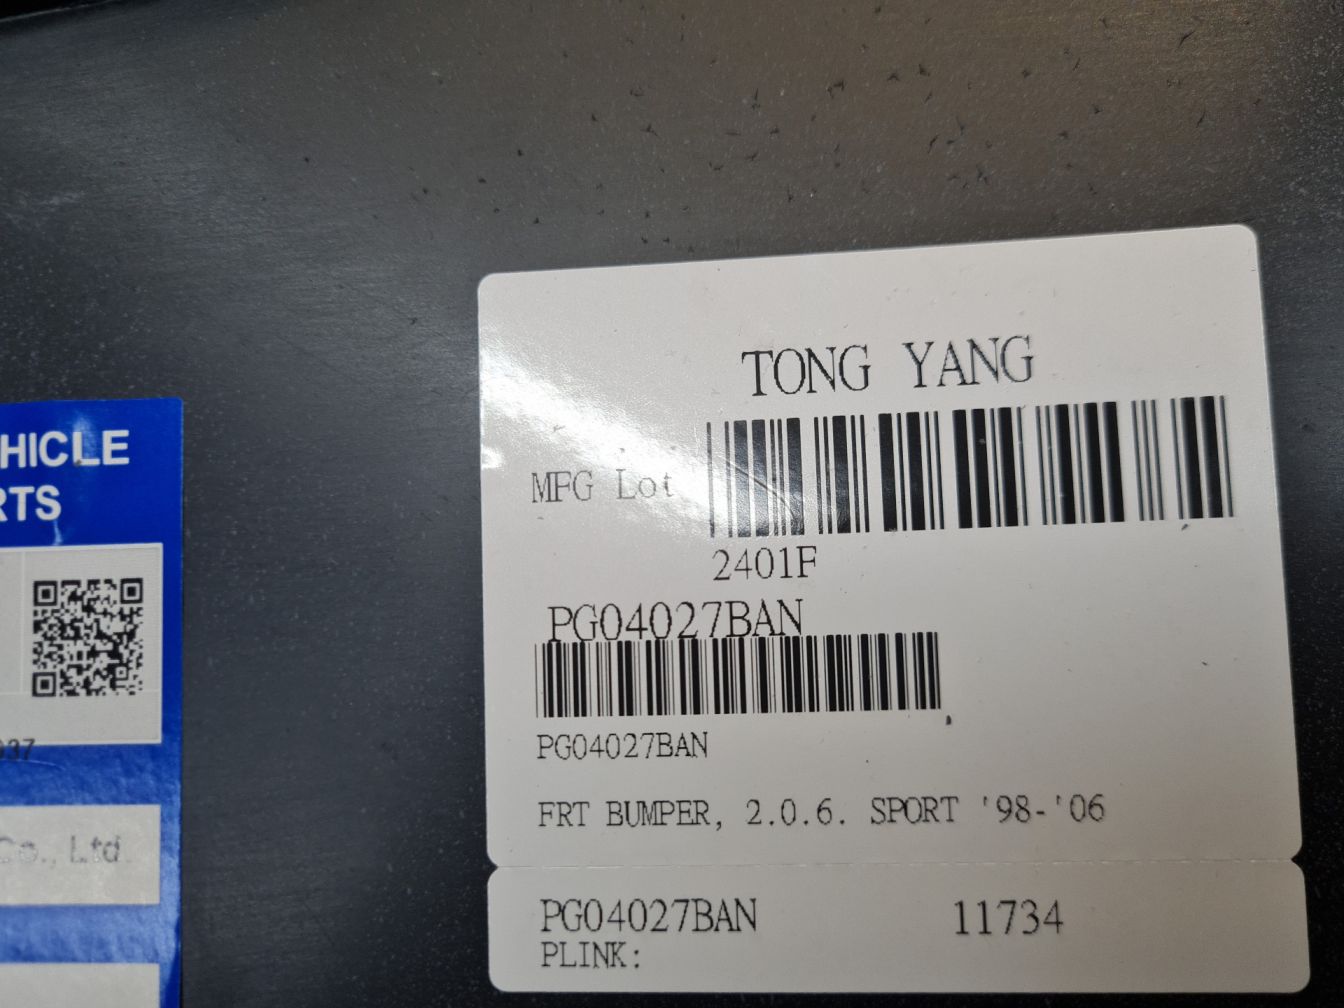 HICLE
RTS
37
Co., Ltd.
TONG YANG
MFG Lot
2401F
PG04027BAN
PG04027BAN
FRT BUMPER, 2.0.6. SPORT '98-'06
PG04027BAN 11734
PLINK: